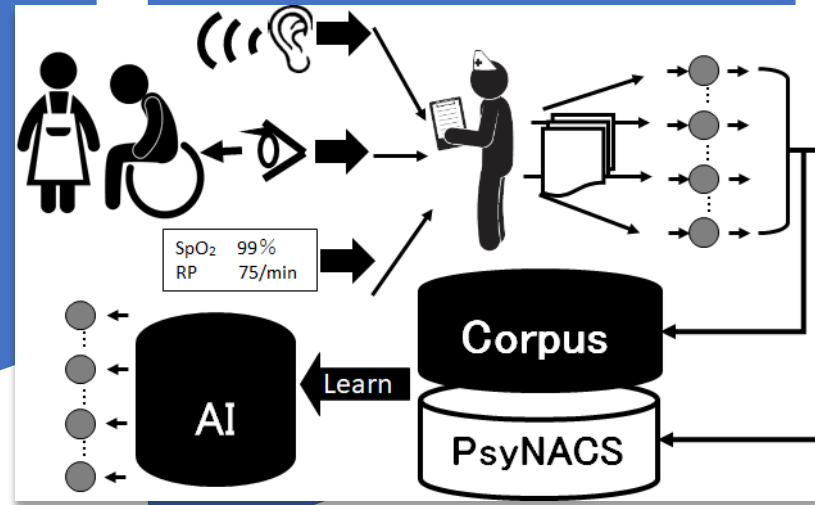 SpO₂ 99%
RP 75/min
Corpus
Learn
AI
PsyNACS